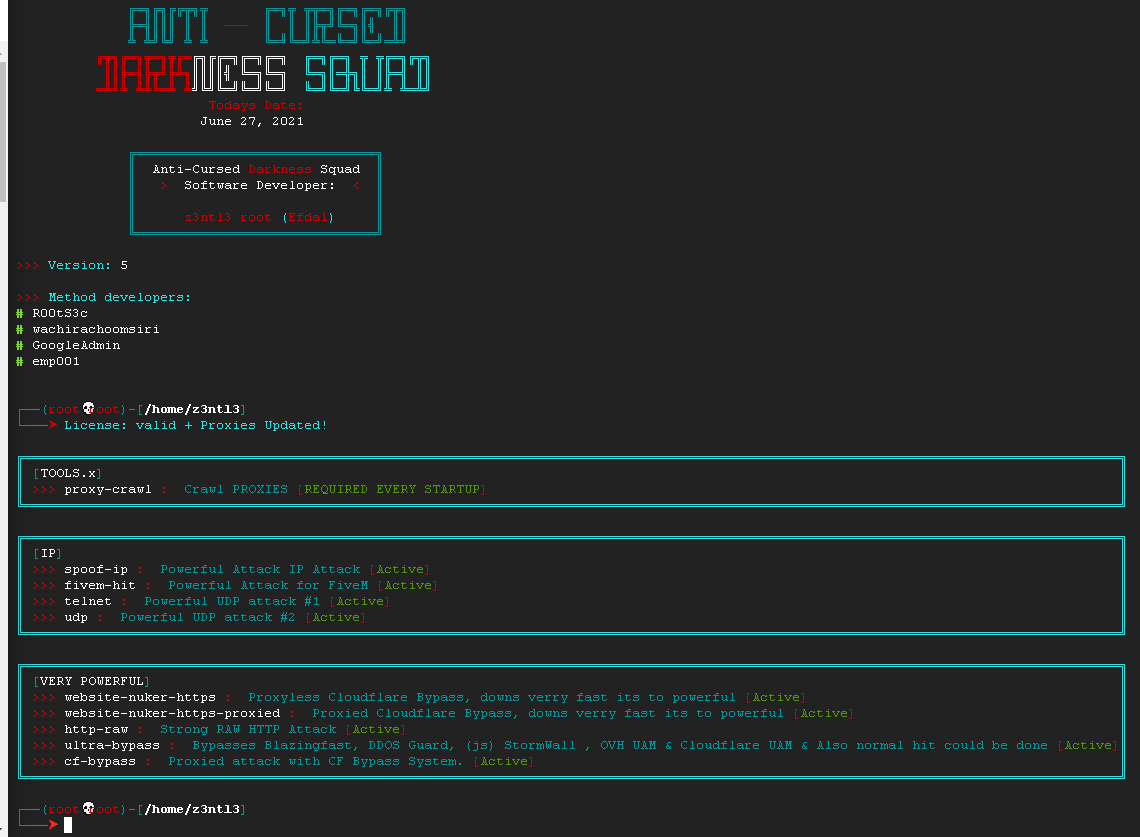 ANTI - CURSED
DARKNESS SQUAD
Todays Date:
June 27, 2021
Anti-Cursed Darkness Squad
> Software Developer: <
z3ntl3 root (Efdal)
>>> Version: 5
>>> Method developers:
# R00tS3c
# wachirachoomsiri
# GoogleAdmin
# emp001
(root💀root)-[/home/z3ntl3]
➤ License: valid + Proxies Updated!
[TOOLS.x]
>>> proxy-crawl : Crawl PROXIES [REQUIRED EVERY STARTUP]
[IP]
>>> spoof-ip : Powerful Attack IP Attack [Active]
>>> fivem-hit : Powerful Attack for FiveM [Active]
>>> telnet : Powerful UDP attack #1 [Active]
>>> udp : Powerful UDP attack #2 [Active]
[VERY POWERFUL]
>>> website-nuker-https : Proxyless Cloudflare Bypass, downs verry fast its to powerful [Active]
>>> website-nuker-https-proxied : Proxied Cloudflare Bypass, downs verry fast its to powerful [Active]
>>> http-raw : Strong RAW HTTP Attack [Active]
>>> ultra-bypass : Bypasses Blazingfast, DDOS Guard, (js) StormWall , OVH UAM & Cloudflare UAM & Also normal hit could be done [Active]
>>> cf-bypass : Proxied attack with CF Bypass System. [Active]
(root💀root)-[/home/z3ntl3]
➤